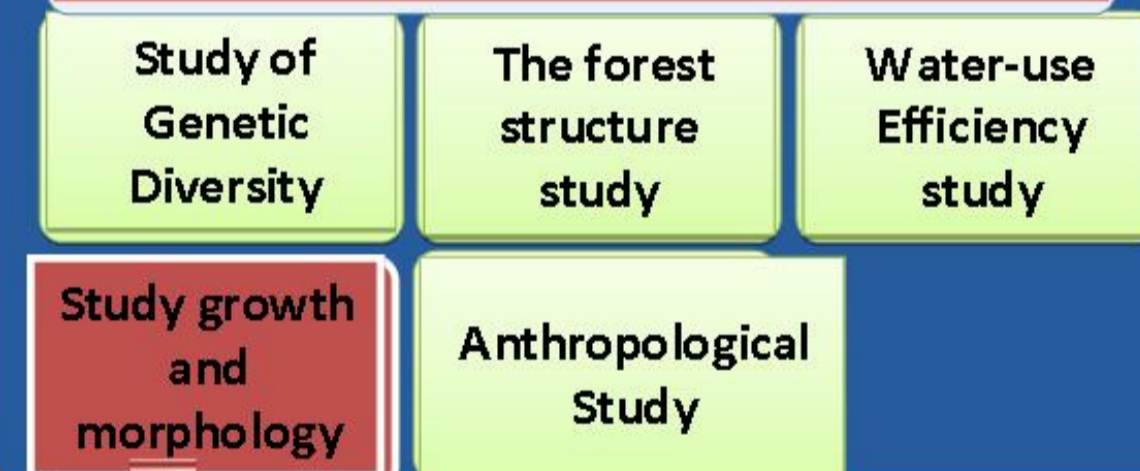 Study of
Genetic
Diversity
The forest
structure
study
Water-use
Efficiency
study
Study growth
and
morphology
Anthropological
Study